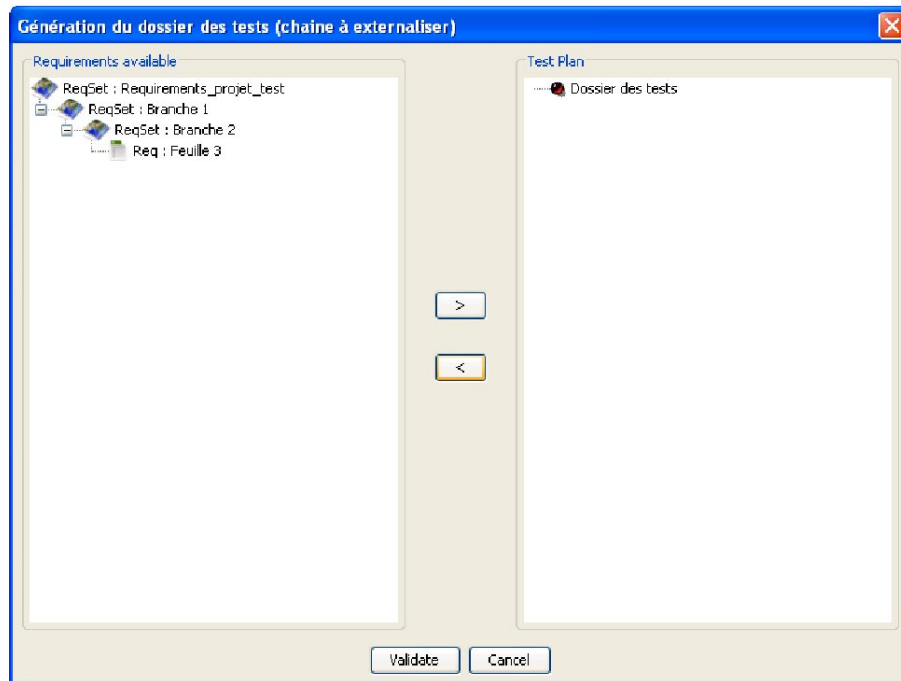 Génération du dossier des tests (chaine à externaliser)
Requirements available
ReqSet : Requirements_projet_test
ReqSet : Branche 1
ReqSet : Branche 2
Req : Feuille 3
>
<
Test Plan
Dossier des tests
Validate
Cancel